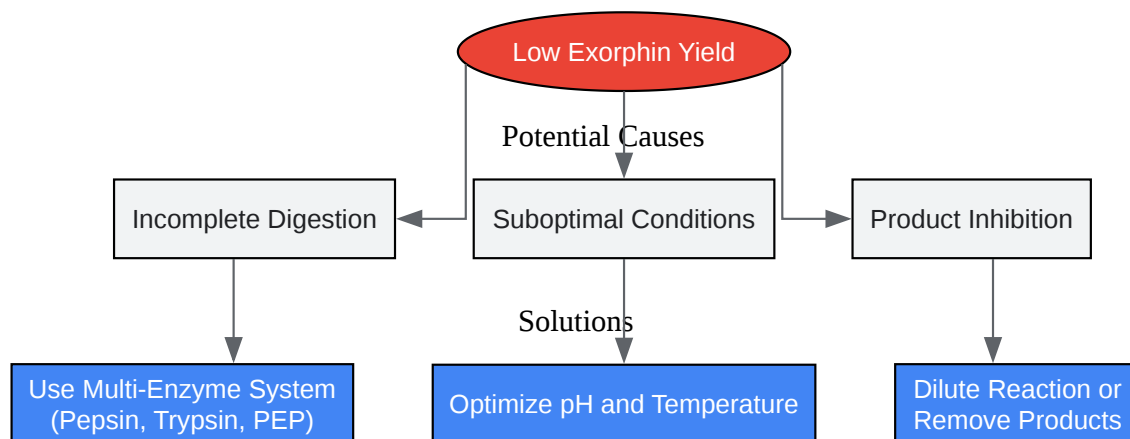 Low Exorphin Yield
Potential Causes
Incomplete Digestion
Suboptimal Conditions
Product Inhibition
Solutions
Use Multi-Enzyme System
(Pepsin, Trypsin, PEP)
Optimize pH and Temperature
Dilute Reaction or
Remove Products